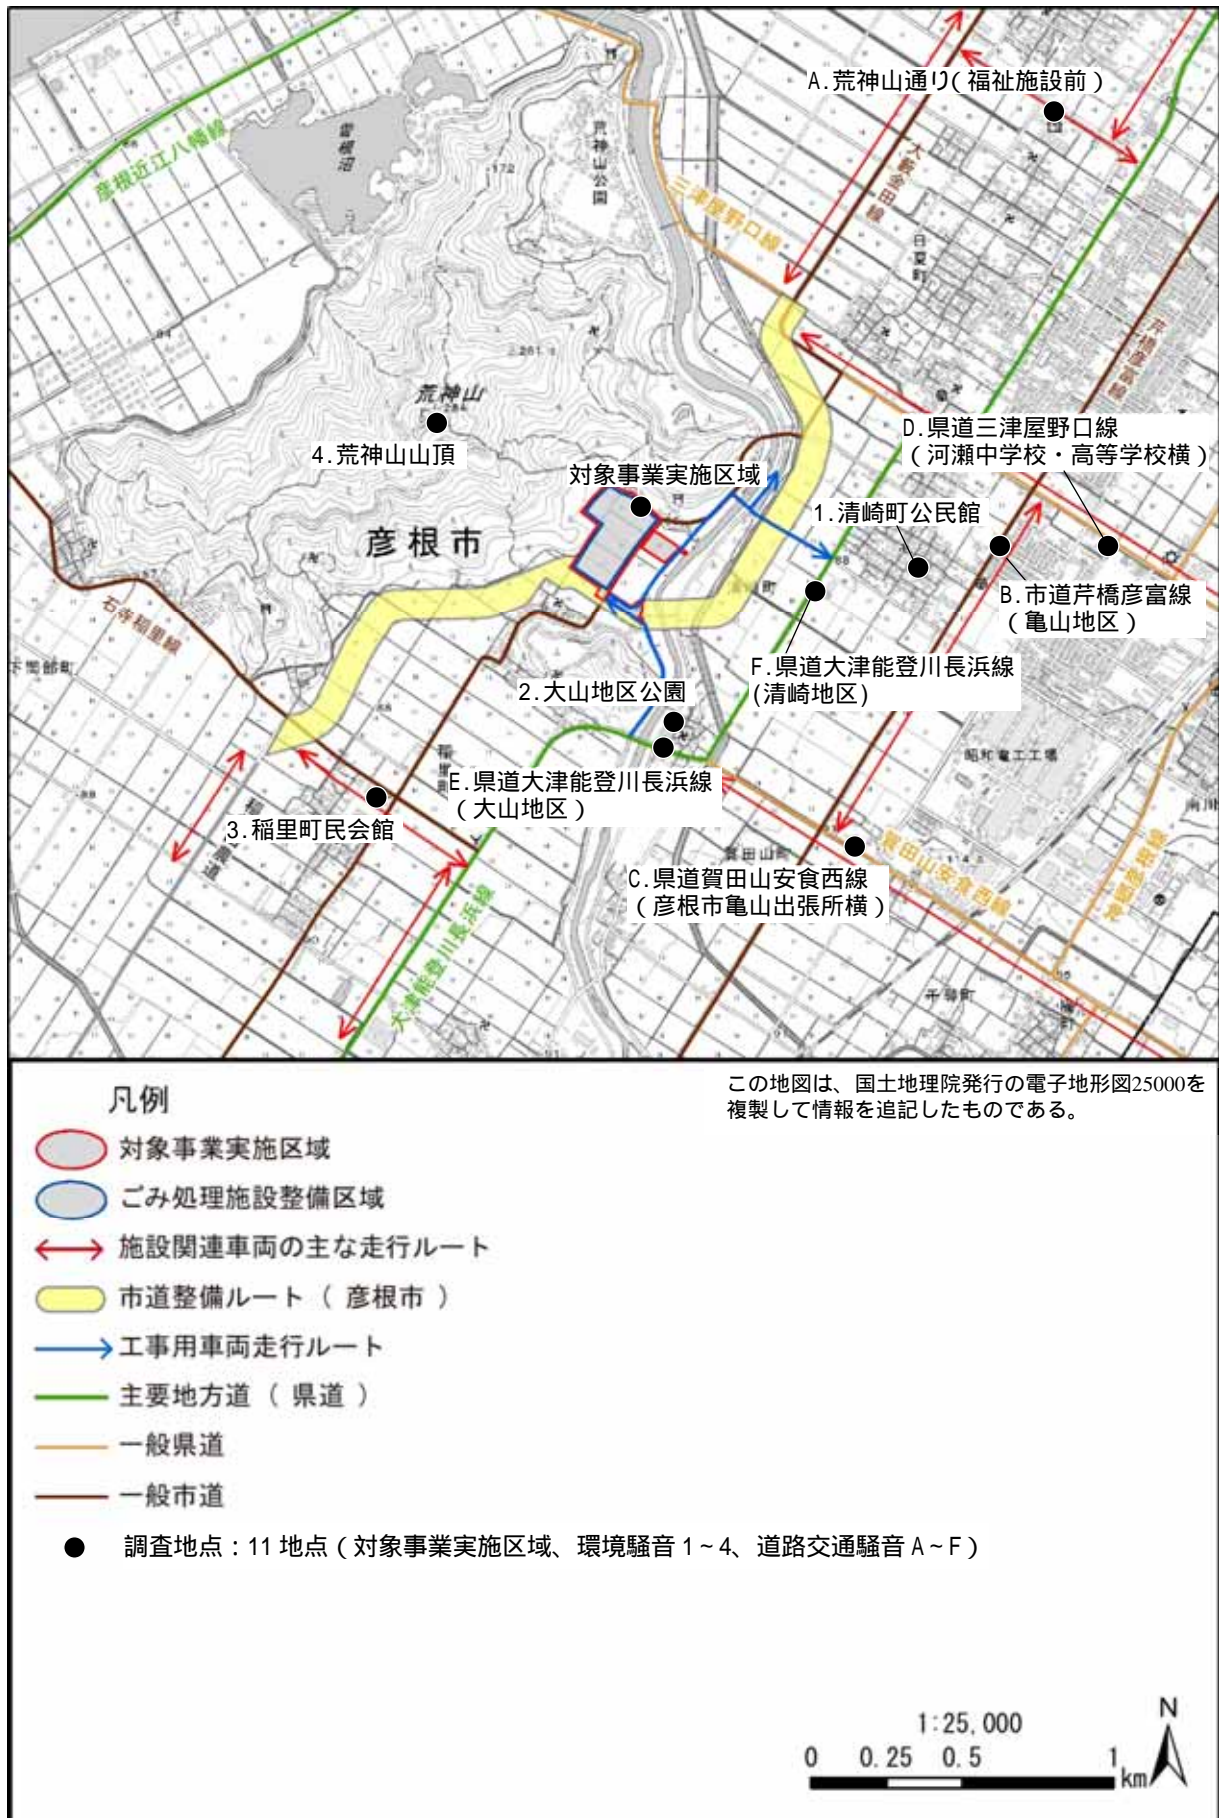 A.荒神山通り(福祉施設前)
彦根近江八幡線
曽根沼
172
荒神山公園
大藪金田線
三津屋野口線
日夏町
芹橋彦富線
荒神山
4.荒神山山頂
D.県道三津屋野口線
(河瀬中学校・高等学校横)
対象事業実施区域
彦根市
1.清崎町公民館
B.市道芹橋彦富線
(亀山地区)
石寺稲里線
下岡部町
F.県道大津能登川長浜線
(清崎地区)
2.大山地区公園
昭和電工工場
E.県道大津能登川長浜線
(大山地区)
3.稲里町民会館
賀田山町
C.県道賀田山安食西線
(彦根市亀山出張所横)
賀田山安食西線
大津能登川長浜線
凡例
この地図は、国土地理院発行の電子地形図25000を
複製して情報を追記したものである。
対象事業実施区域
ごみ処理施設整備区域
施設関連車両の主な走行ルート
市道整備ルート ( 彦根市 )
工事用車両走行ルート
主要地方道 ( 県道 )
一般県道
一般市道
調査地点:11 地点(対象事業実施区域、環境騒音 1~4、道路交通騒音 A~F)
N
1:25,000
0 0.25 0.5 1
km